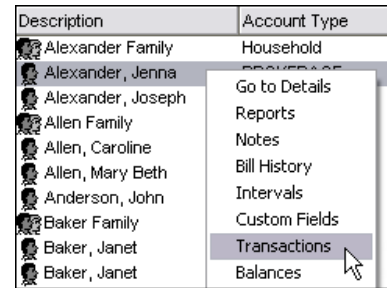 Description Account Type
Alexander Family Household
Alexander, Jenna BROKERAGE
Alexander, Joseph Go to Details
Allen Family Reports
Allen, Caroline Notes
Allen, Mary Beth Bill History
Anderson, John Intervals
Baker Family Custom Fields
Baker, Janet Transactions
Baker, Janet Balances